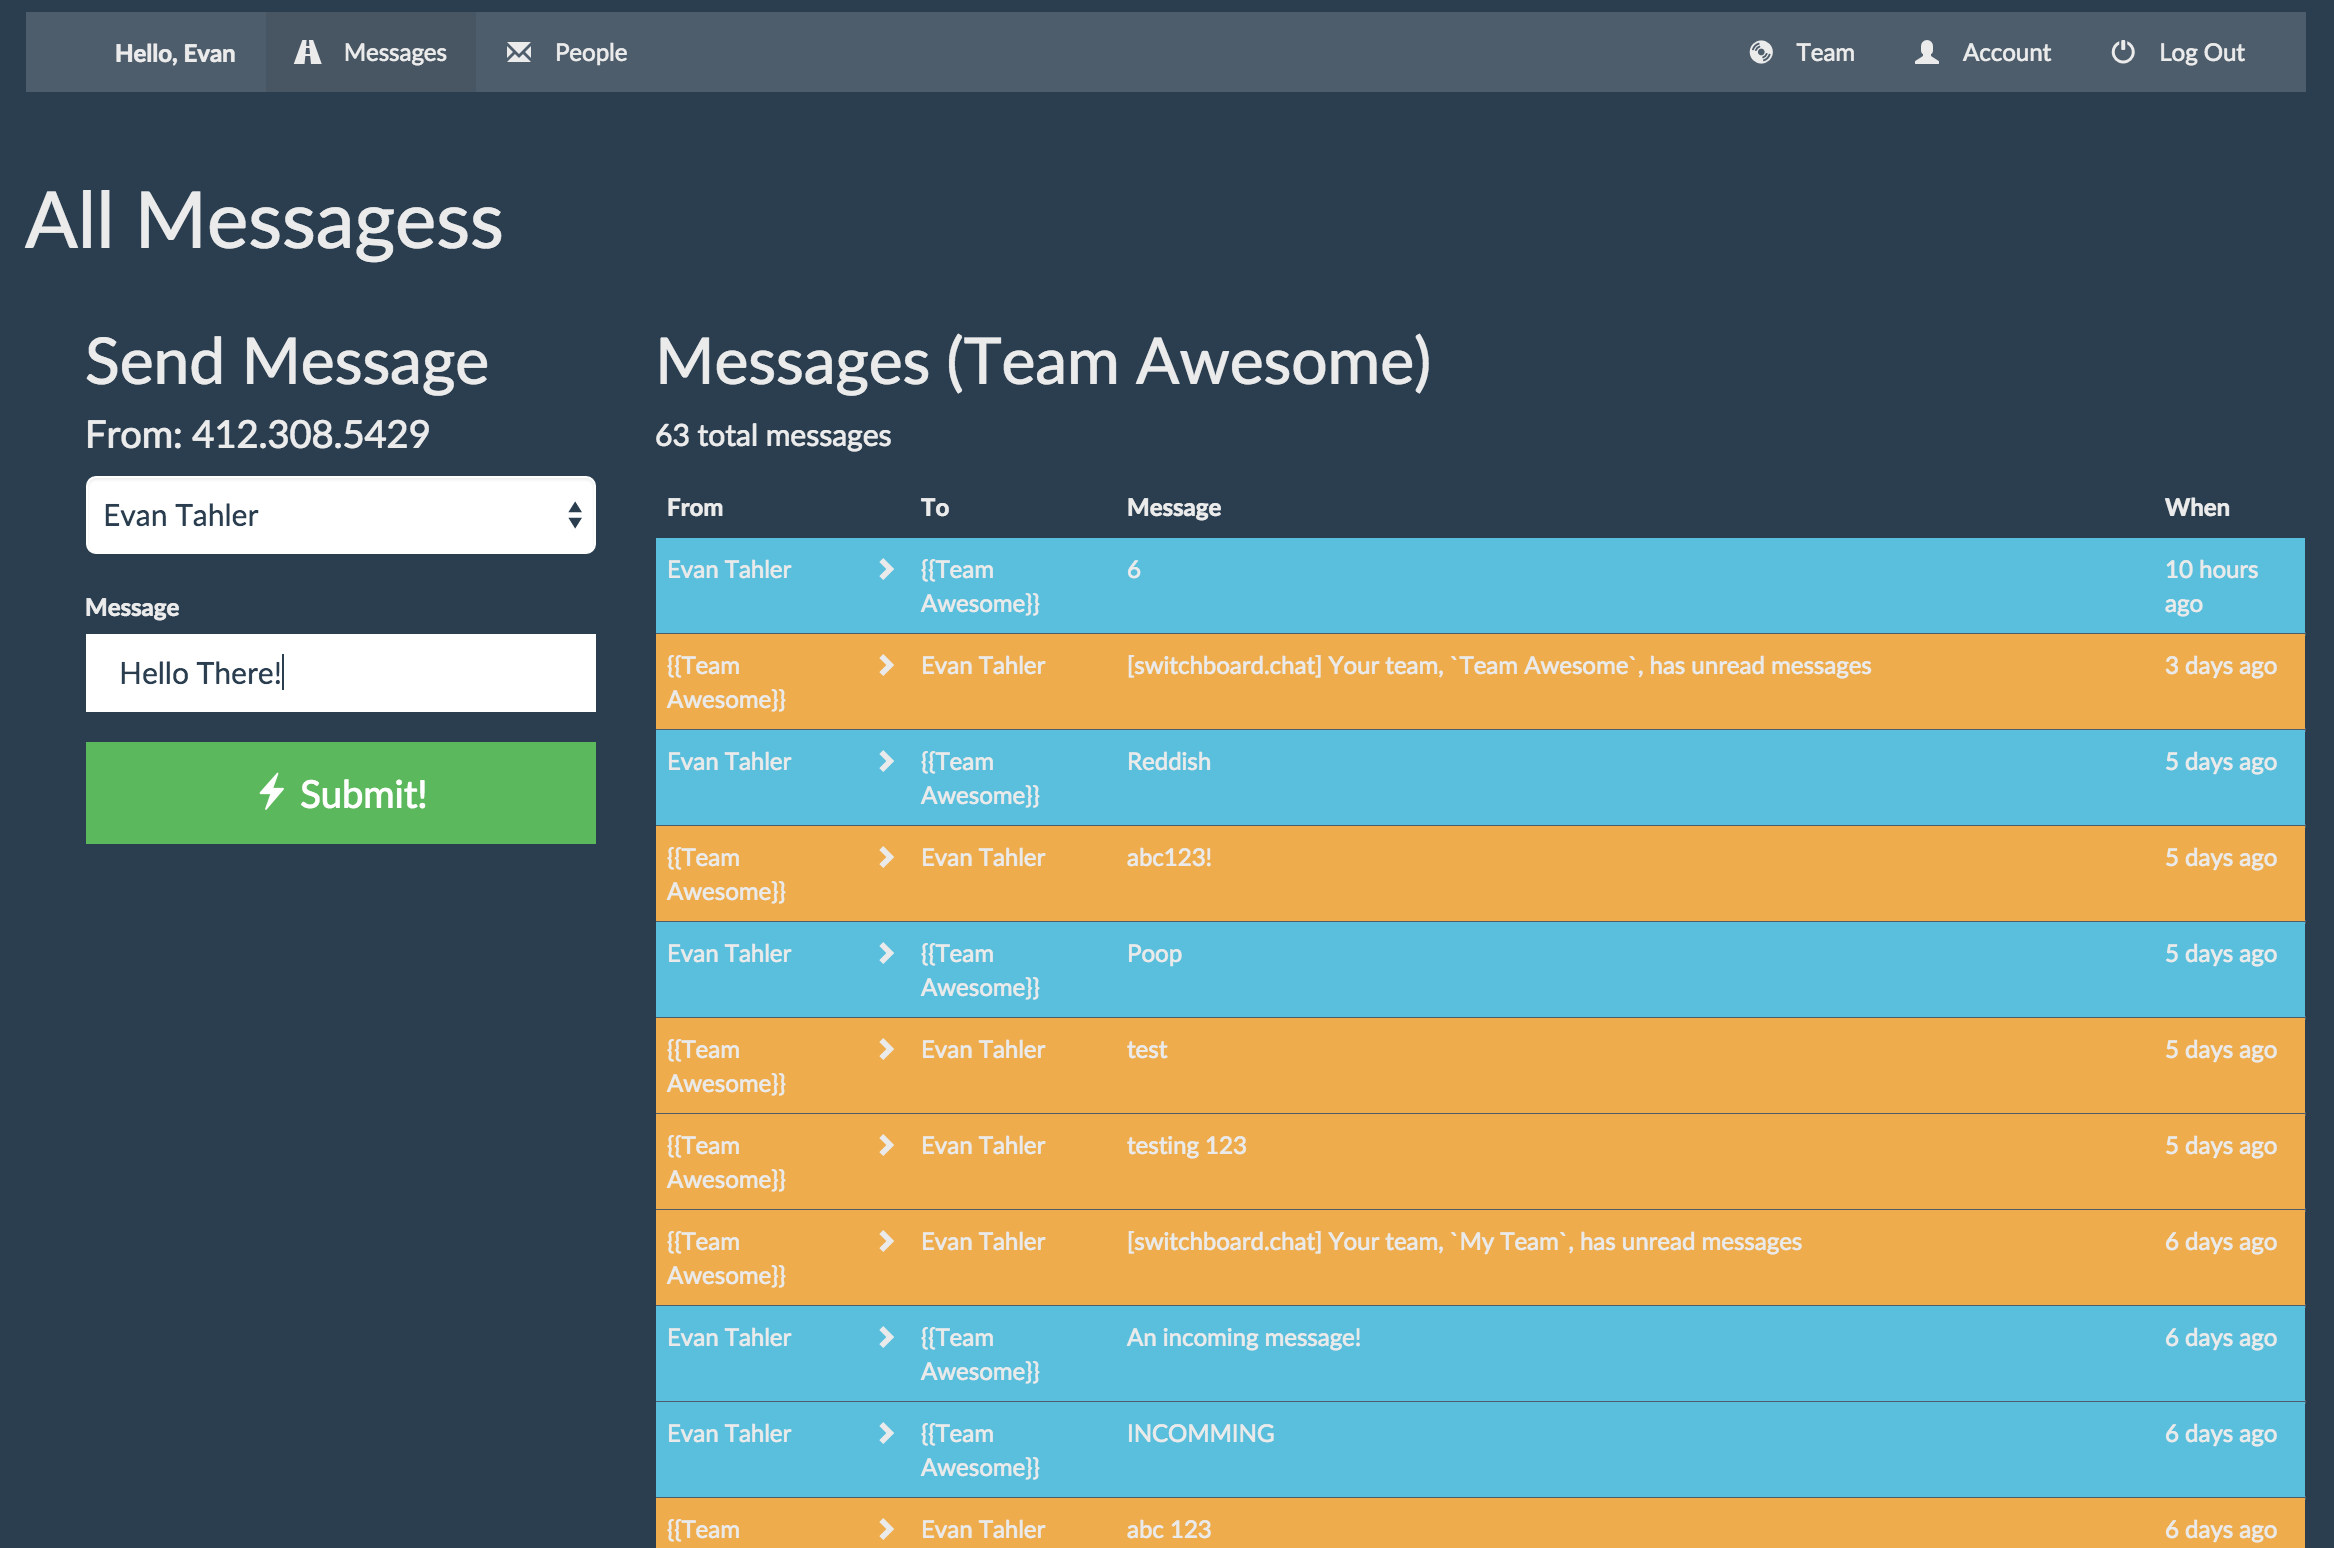 Hello, Evan Messages People Team Account Log Out
All Messagess
Send Message
From: 412.308.5429
Evan Tahler
Message
Hello There!
Submit!
Messages (Team Awesome)
63 total messages
From To Message When
Evan Tahler {{Team 6 10 hours
Awesome}} ago
{{Team Evan Tahler [switchboard.chat] Your team, `Team Awesome`, has unread messages 3 days ago
Awesome}}
Evan Tahler {{Team Reddish 5 days ago
Awesome}}
{{Team Evan Tahler abc123! 5 days ago
Awesome}}
Evan Tahler {{Team Poop 5 days ago
Awesome}}
{{Team Evan Tahler test 5 days ago
Awesome}}
{{Team Evan Tahler testing 123 5 days ago
Awesome}}
{{Team Evan Tahler [switchboard.chat] Your team, `My Team`, has unread messages 6 days ago
Awesome}}
Evan Tahler {{Team An incoming message! 6 days ago
Awesome}}
Evan Tahler {{Team INCOMMING 6 days ago
Awesome}}
{{Team Evan Tahler abc 123 6 days ago